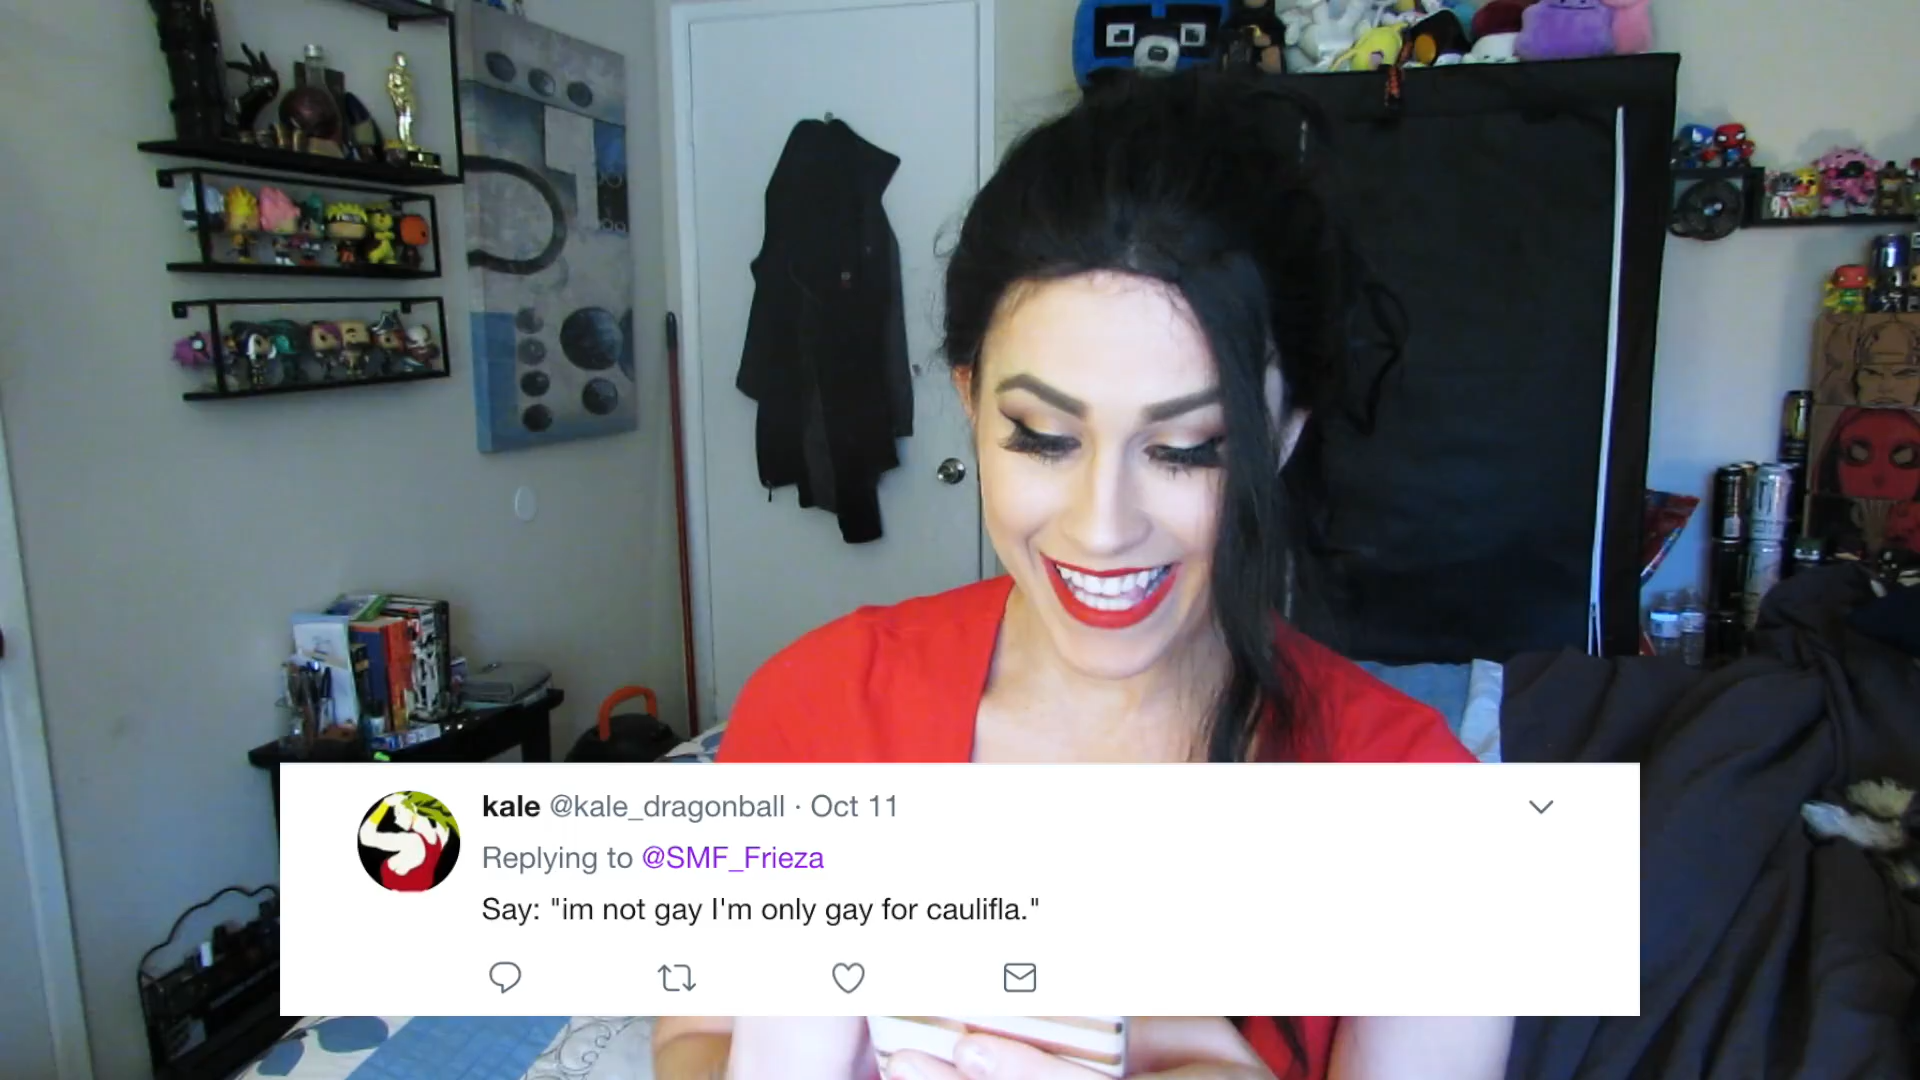 kale @kale_dragonball · Oct 11
Replying to @SMF_Frieza
Say: "im not gay I'm only gay for caulifla."